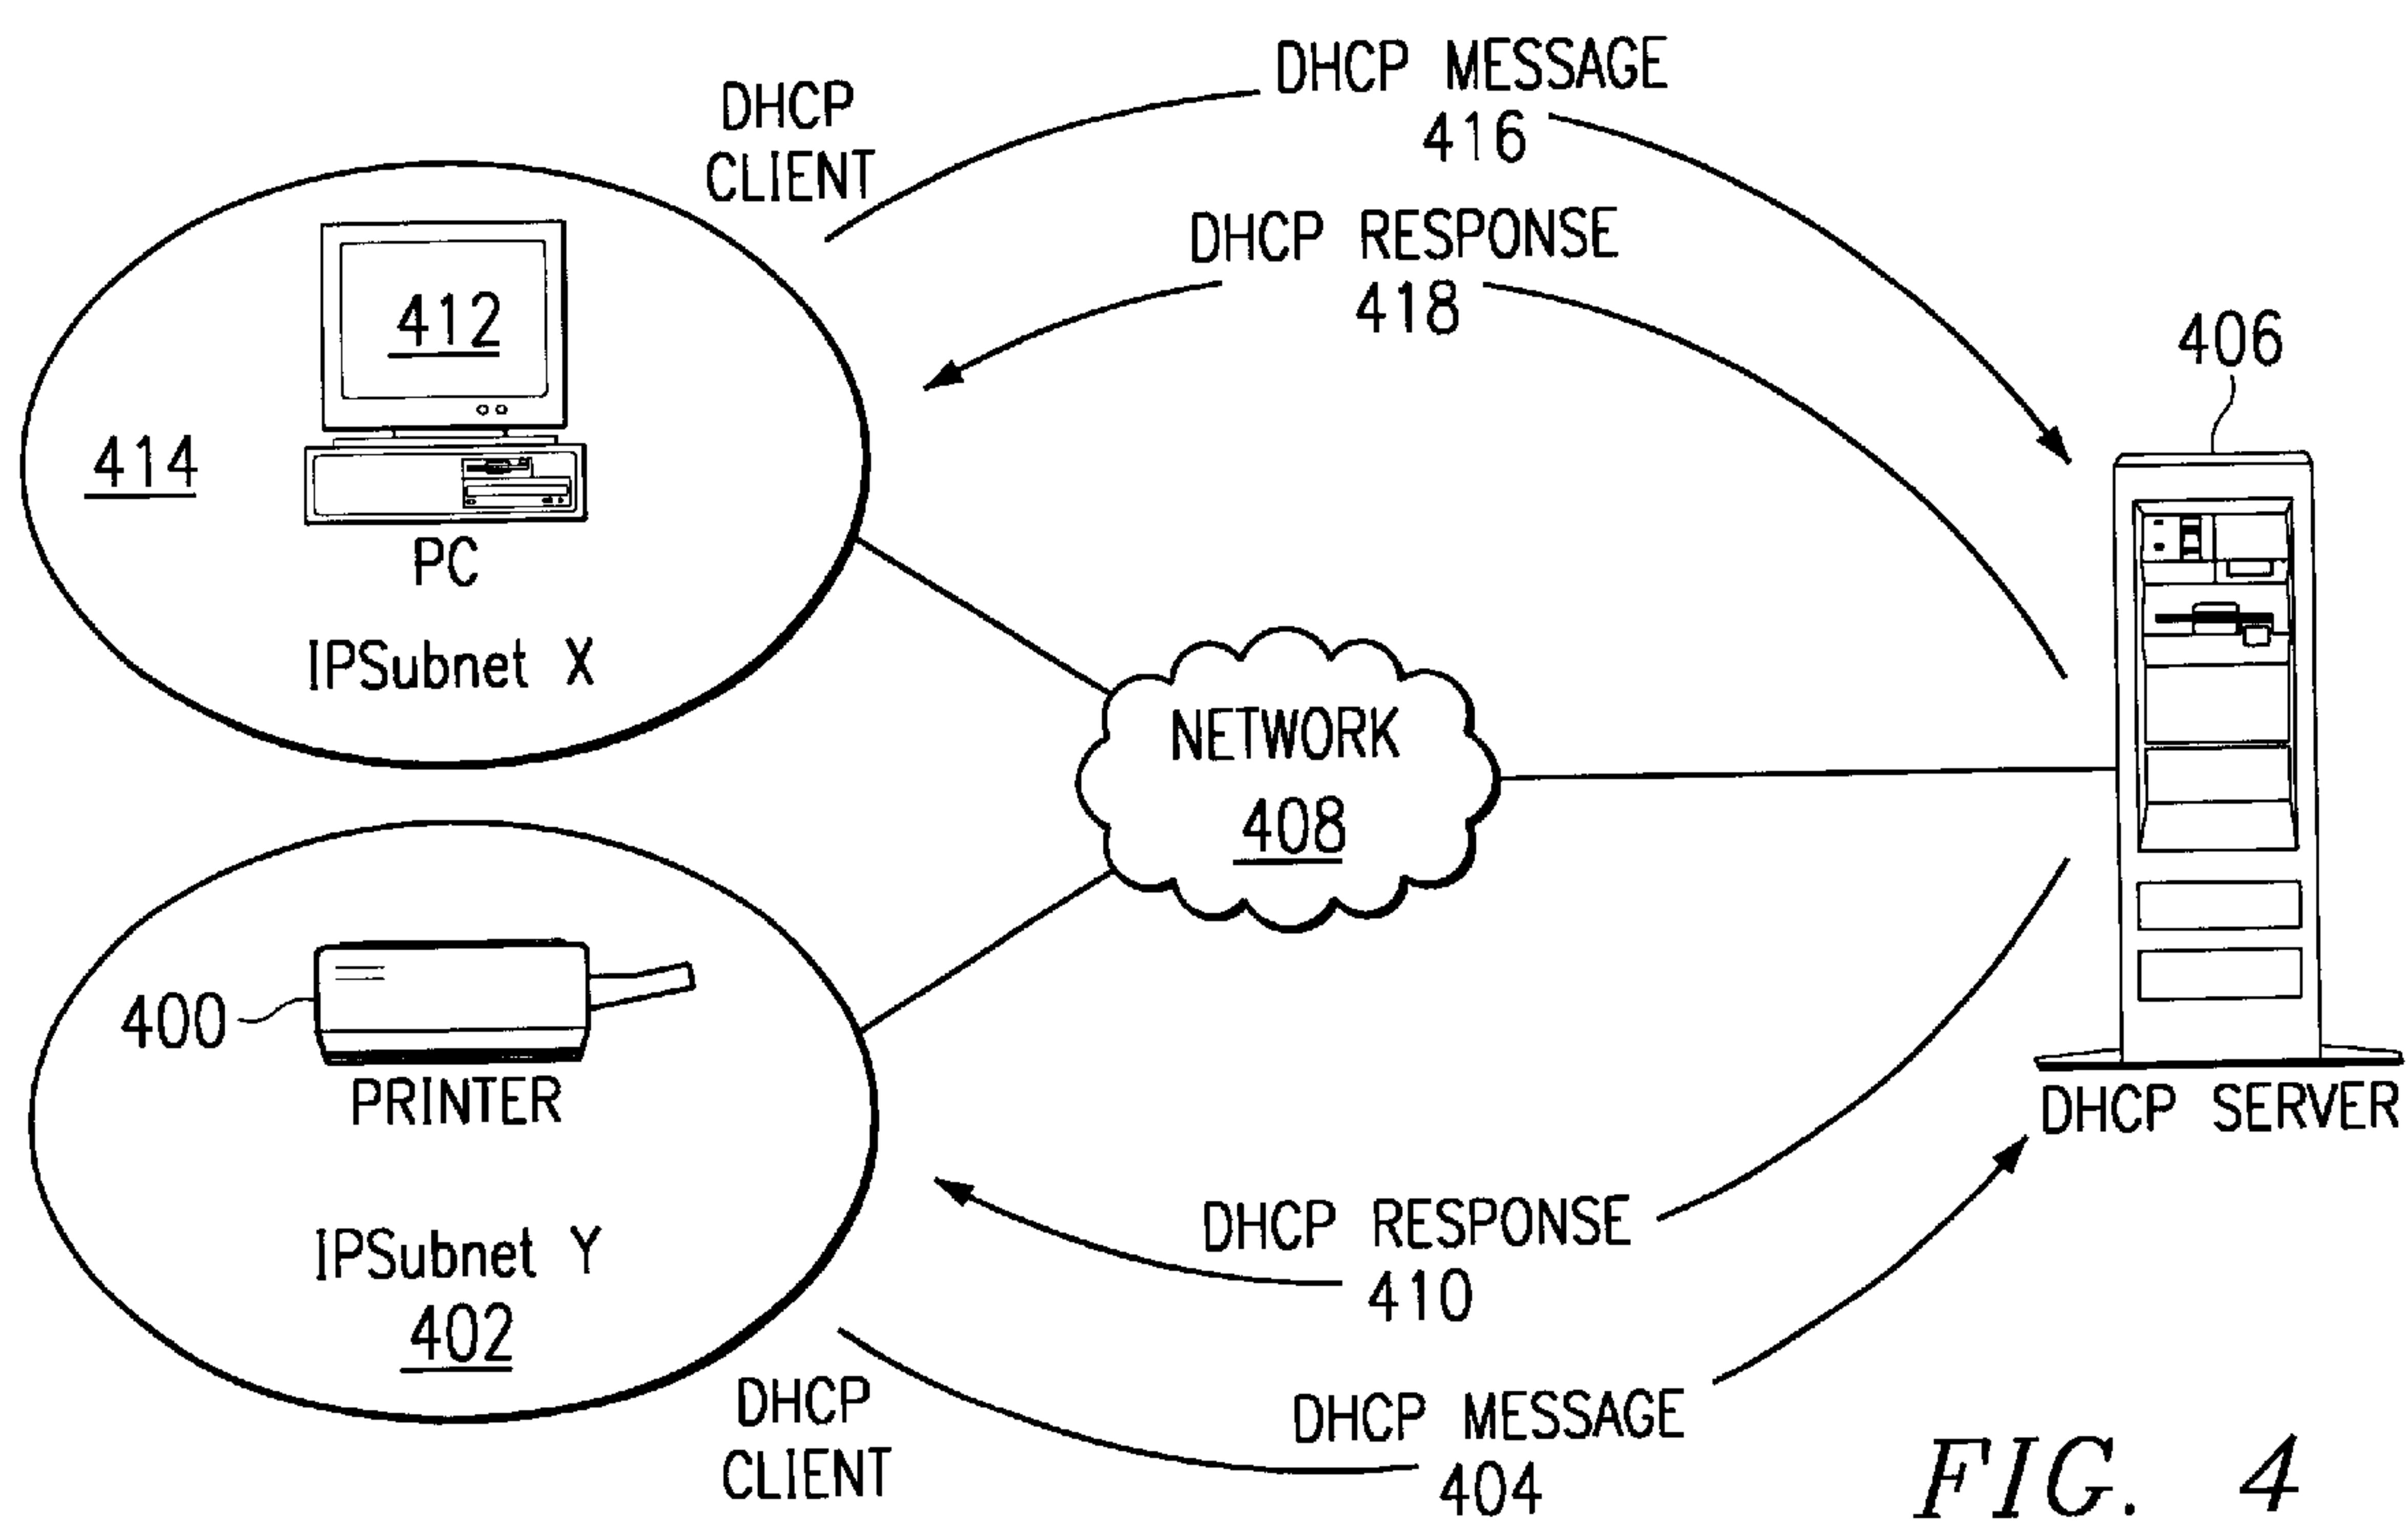 DHCP MESSAGE
416
DHCP
CLIENT
DHCP RESPONSE
418
412
406
414
PC
IPSubnet X
NETWORK
408
400
PRINTER
DHCP SERVER
IPSubnet Y
402
DHCP RESPONSE
410
DHCP
CLIENT
DHCP MESSAGE
404
FIG. 4